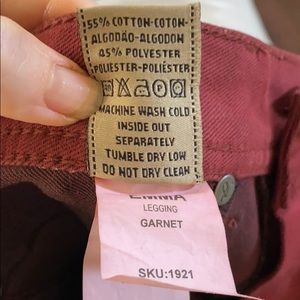 55% COTTON-COTON-
ALGODÃO-ALGODON
45% POLYESTER
POLIÉSTER-POLIÉSTER
MACHINE WASH COLD
INSIDE OUT
SEPARATELY
TUMBLE DRY LOW
DO NOT DRY CLEAN
EMMA
LEGGING
GARNET
SKU:1921